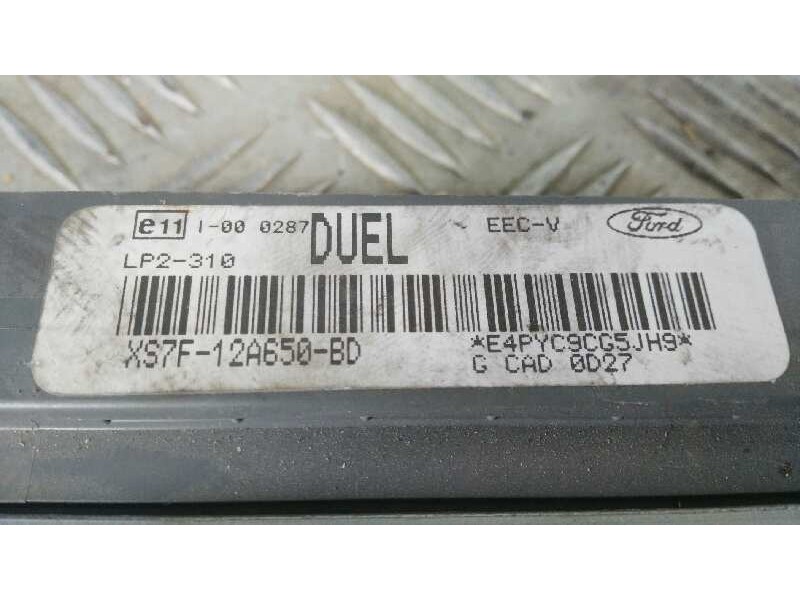 e11 I-00 0287 DUEL EEC-V Ford
LP2-310
XS7F-12A650-BD *E4PYC9CG5JH9*
G CAD 0D27